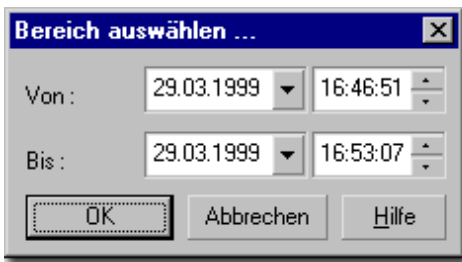 Bereich auswählen ...
Von : 29.03.1999 16:46:51
Bis : 29.03.1999 16:53:07
OK Abbrechen Hilfe